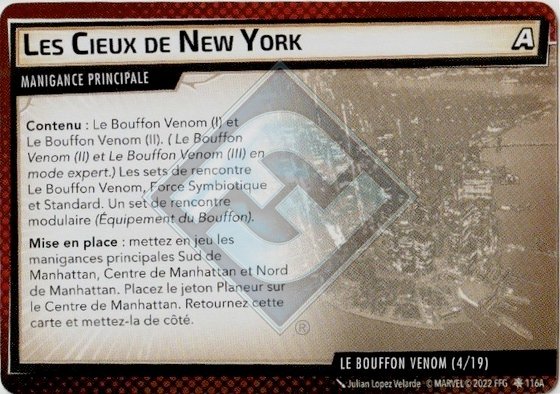 Les Cieux de New York
A
MANIGANCE PRINCIPALE
Contenu : Le Bouffon Venom (I) et
Le Bouffon Venom (II). ( Le Bouffon
Venom (II) et Le Bouffon Venom (III) en
mode expert.) Les sets de rencontre
Le Bouffon Venom, Force Symbiotique
et Standard. Un set de rencontre
modulaire (Équipement du Bouffon).
Mise en place : mettez en jeu les
manigances principales Sud de
Manhattan, Centre de Manhattan et Nord
de Manhattan. Placez le jeton Planeur sur
le Centre de Manhattan. Retournez cette
carte et mettez-la de côté.
®
LE BOUFFON VENOM (4/19)
Julian Lopez Velarde © MARVEL © 2022 FFG 116A